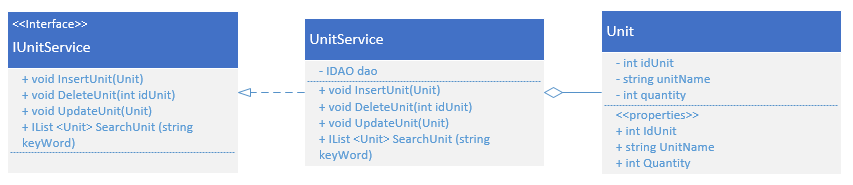 <<Interface>>
IUnitService
+ void InsertUnit(Unit)
+ void DeleteUnit(int idUnit)
+ void UpdateUnit(Unit)
+ IList <Unit> SearchUnit (string
keyWord)
UnitService
- IDAO dao
+ void InsertUnit(Unit)
+ void DeleteUnit(int idUnit)
+ void UpdateUnit(Unit)
+ IList <Unit> SearchUnit (string
keyWord)
Unit
- int idUnit
- string unitName
- int quantity
<<properties>>
+ int IdUnit
+ string UnitName
+ int Quantity